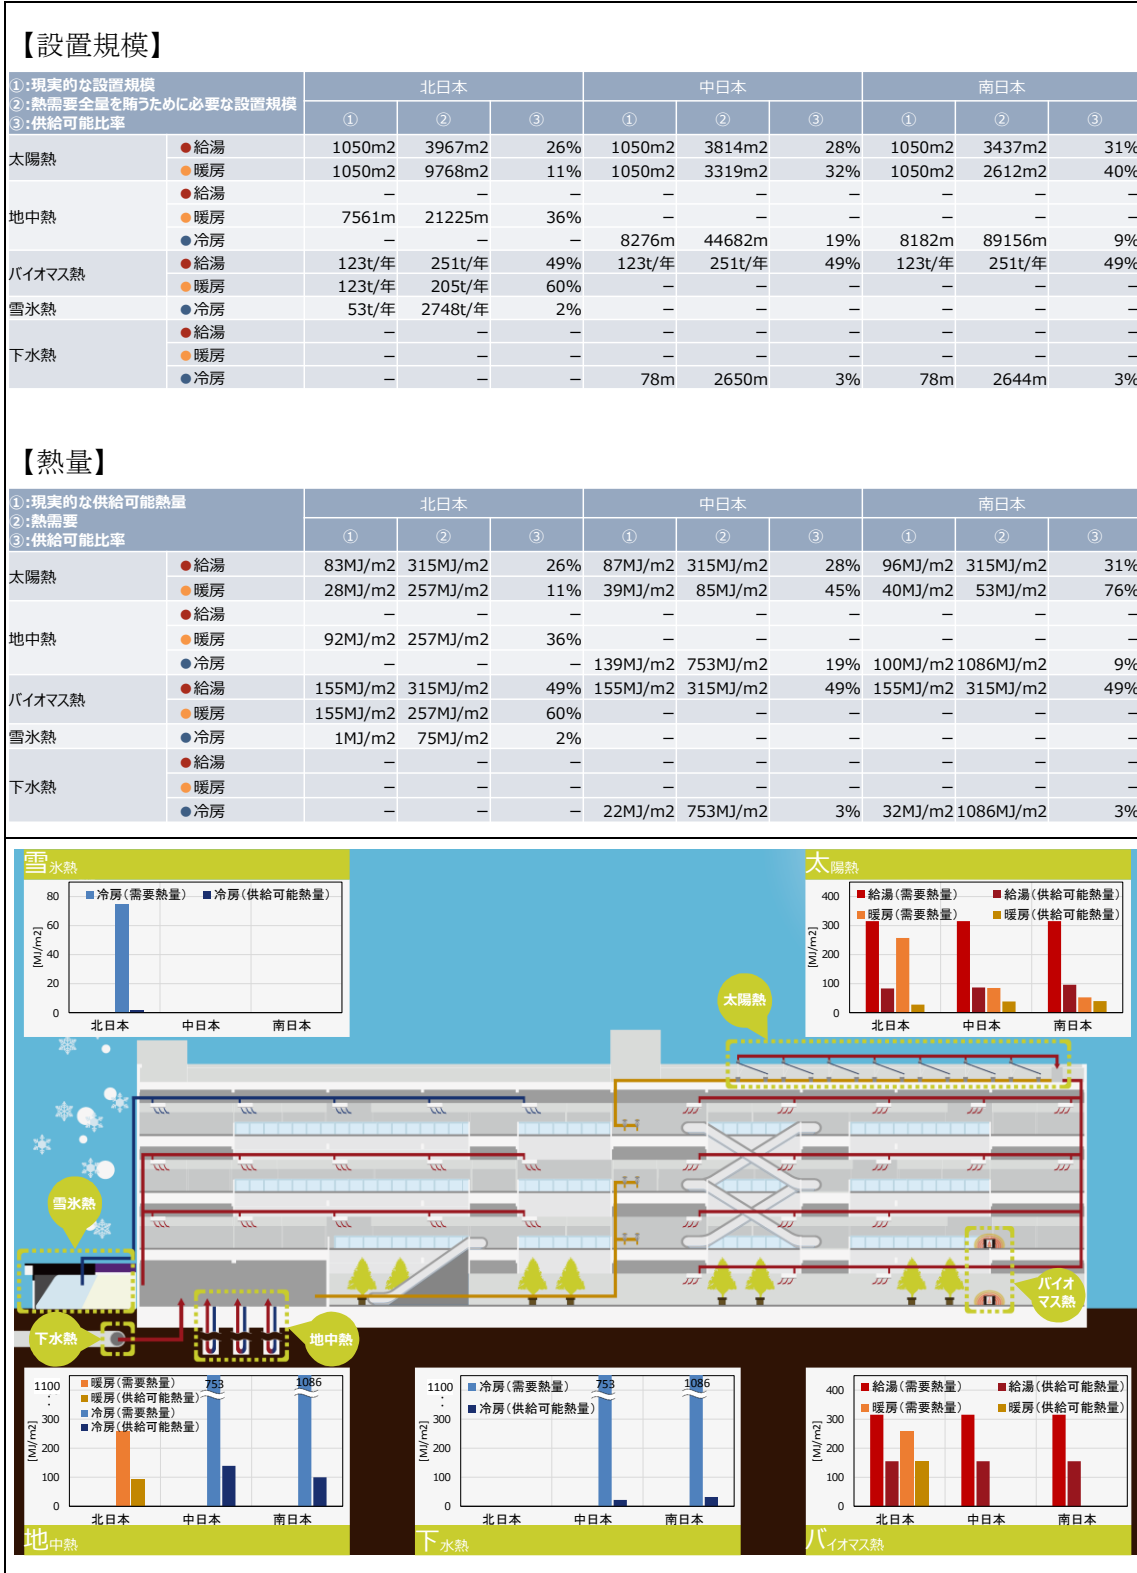 【設置規模】
①:現実的な設置規模
②:熱需要全量を賄うために必要な設置規模
③:供給可能比率
北日本 中日本 南日本
① ② ③ ① ② ③ ① ② ③
太陽熱 ●給湯 1050m2 3967m2 26% 1050m2 3814m2 28% 1050m2 3437m2 31%
●暖房 1050m2 9768m2 11% 1050m2 3319m2 32% 1050m2 2612m2 40%
地中熱 ●給湯 − − − − − − − − −
●暖房 7561m 21225m 36% − − − − − −
●冷房 − − − 8276m 44682m 19% 8182m 89156m 9%
バイオマス熱 ●給湯 123t/年 251t/年 49% 123t/年 251t/年 49% 123t/年 251t/年 49%
●暖房 123t/年 205t/年 60% − − − − − −
雪氷熱 ●冷房 53t/年 2748t/年 2% − − − − − −
下水熱 ●給湯 − − − − − − − − −
●暖房 − − − − − − − − −
●冷房 − − − 78m 2650m 3% 78m 2644m 3%
【熱量】
①:現実的な供給可能熱量
②:熱需要
③:供給可能比率
北日本 中日本 南日本
① ② ③ ① ② ③ ① ② ③
太陽熱 ●給湯 83MJ/m2 315MJ/m2 26% 87MJ/m2 315MJ/m2 28% 96MJ/m2 315MJ/m2 31%
●暖房 28MJ/m2 257MJ/m2 11% 39MJ/m2 85MJ/m2 45% 40MJ/m2 53MJ/m2 76%
地中熱 ●給湯 − − − − − − − − −
●暖房 92MJ/m2 257MJ/m2 36% − − − − − −
●冷房 − − − 139MJ/m2 753MJ/m2 19% 100MJ/m2 1086MJ/m2 9%
バイオマス熱 ●給湯 155MJ/m2 315MJ/m2 49% 155MJ/m2 315MJ/m2 49% 155MJ/m2 315MJ/m2 49%
●暖房 155MJ/m2 257MJ/m2 60% − − − − − −
雪氷熱 ●冷房 1MJ/m2 75MJ/m2 2% − − − − − −
下水熱 ●給湯 − − − − − − − − −
●暖房 − − − − − − − − −
●冷房 − − − 22MJ/m2 753MJ/m2 3% 32MJ/m2 1086MJ/m2 3%
雪氷熱
冷房(需要熱量) 冷房(供給可能熱量)
[MJ/m2]
80
60
40
20
0
北日本 中日本 南日本
太陽熱
給湯(需要熱量) 給湯(供給可能熱量)
暖房(需要熱量) 暖房(供給可能熱量)
[MJ/m2]
400
300
200
100
0
北日本 中日本 南日本
太陽熱
雪氷熱
バイオ
マス熱
下水熱
地中熱
暖房(需要熱量)
暖房(供給可能熱量)
冷房(需要熱量)
冷房(供給可能熱量)
753 1086
[MJ/m2]
1100
300
200
100
0
北日本 中日本 南日本
地中熱
冷房(需要熱量)
冷房(供給可能熱量)
753 1086
[MJ/m2]
1100
300
200
100
0
北日本 中日本 南日本
下水熱
給湯(需要熱量) 給湯(供給可能熱量)
暖房(需要熱量) 暖房(供給可能熱量)
[MJ/m2]
400
300
200
100
0
北日本 中日本 南日本
バイオマス熱